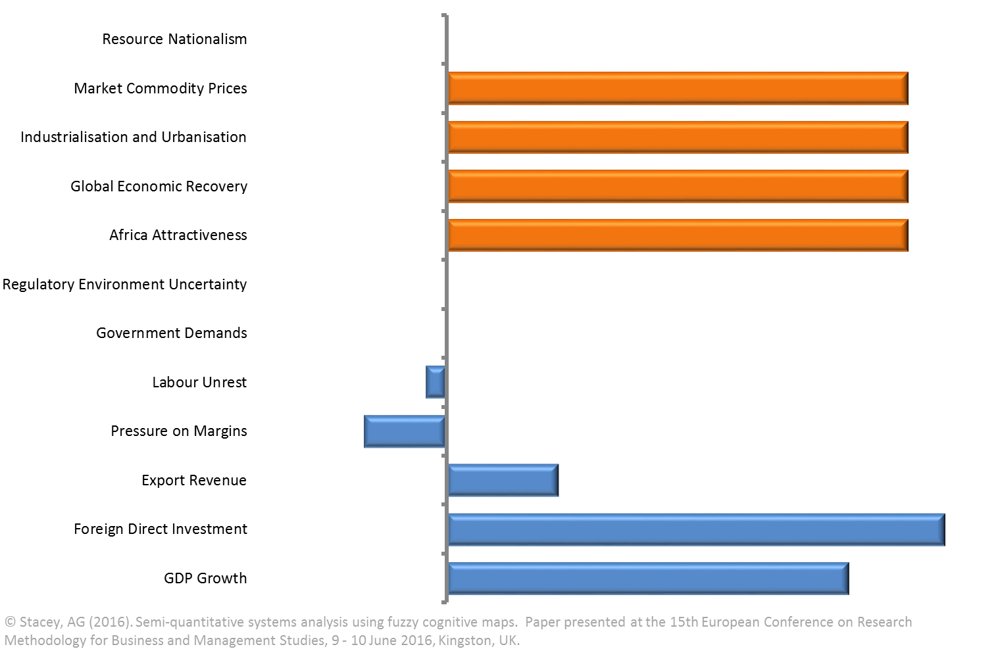 Resource Nationalism
Market Commodity Prices
Industrialisation and Urbanisation
Global Economic Recovery
Africa Attractiveness
Regulatory Environment Uncertainty
Government Demands
Labour Unrest
Pressure on Margins
Export Revenue
Foreign Direct Investment
GDP Growth
© Stacey, AG (2016). Semi-quantitative systems analysis using fuzzy cognitive maps. Paper presented at the 15th European Conference on Research
Methodology for Business and Management Studies, 9 - 10 June 2016, Kingston, UK.